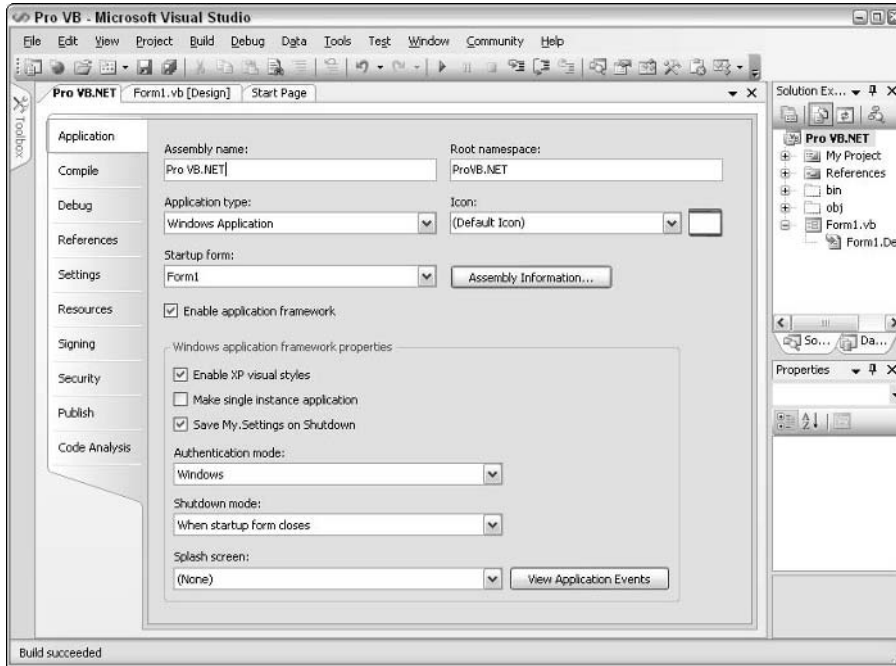 Pro VB - Microsoft Visual Studio
File Edit View Project Build Debug Data Tools Test Window Community Help
Toolbox
Pro VB.NET Form1.vb [Design] Start Page
Application
Compile
Debug
References
Settings
Resources
Signing
Security
Publish
Code Analysis
Assembly name:
Root namespace:
Pro VB.NET
ProVB.NET
Application type:
Icon:
Windows Application
(Default Icon)
Startup form:
Form1
Assembly Information...
Enable application framework
Windows application framework properties
Enable XP visual styles
Make single instance application
Save My.Settings on Shutdown
Authentication mode:
Windows
Shutdown mode:
When startup form closes
Splash screen:
(None)
View Application Events
Solution Ex...
Pro VB.NET
My Project
References
bin
obj
Form1.vb
Form1.De
So... Da...
Properties
Build succeeded